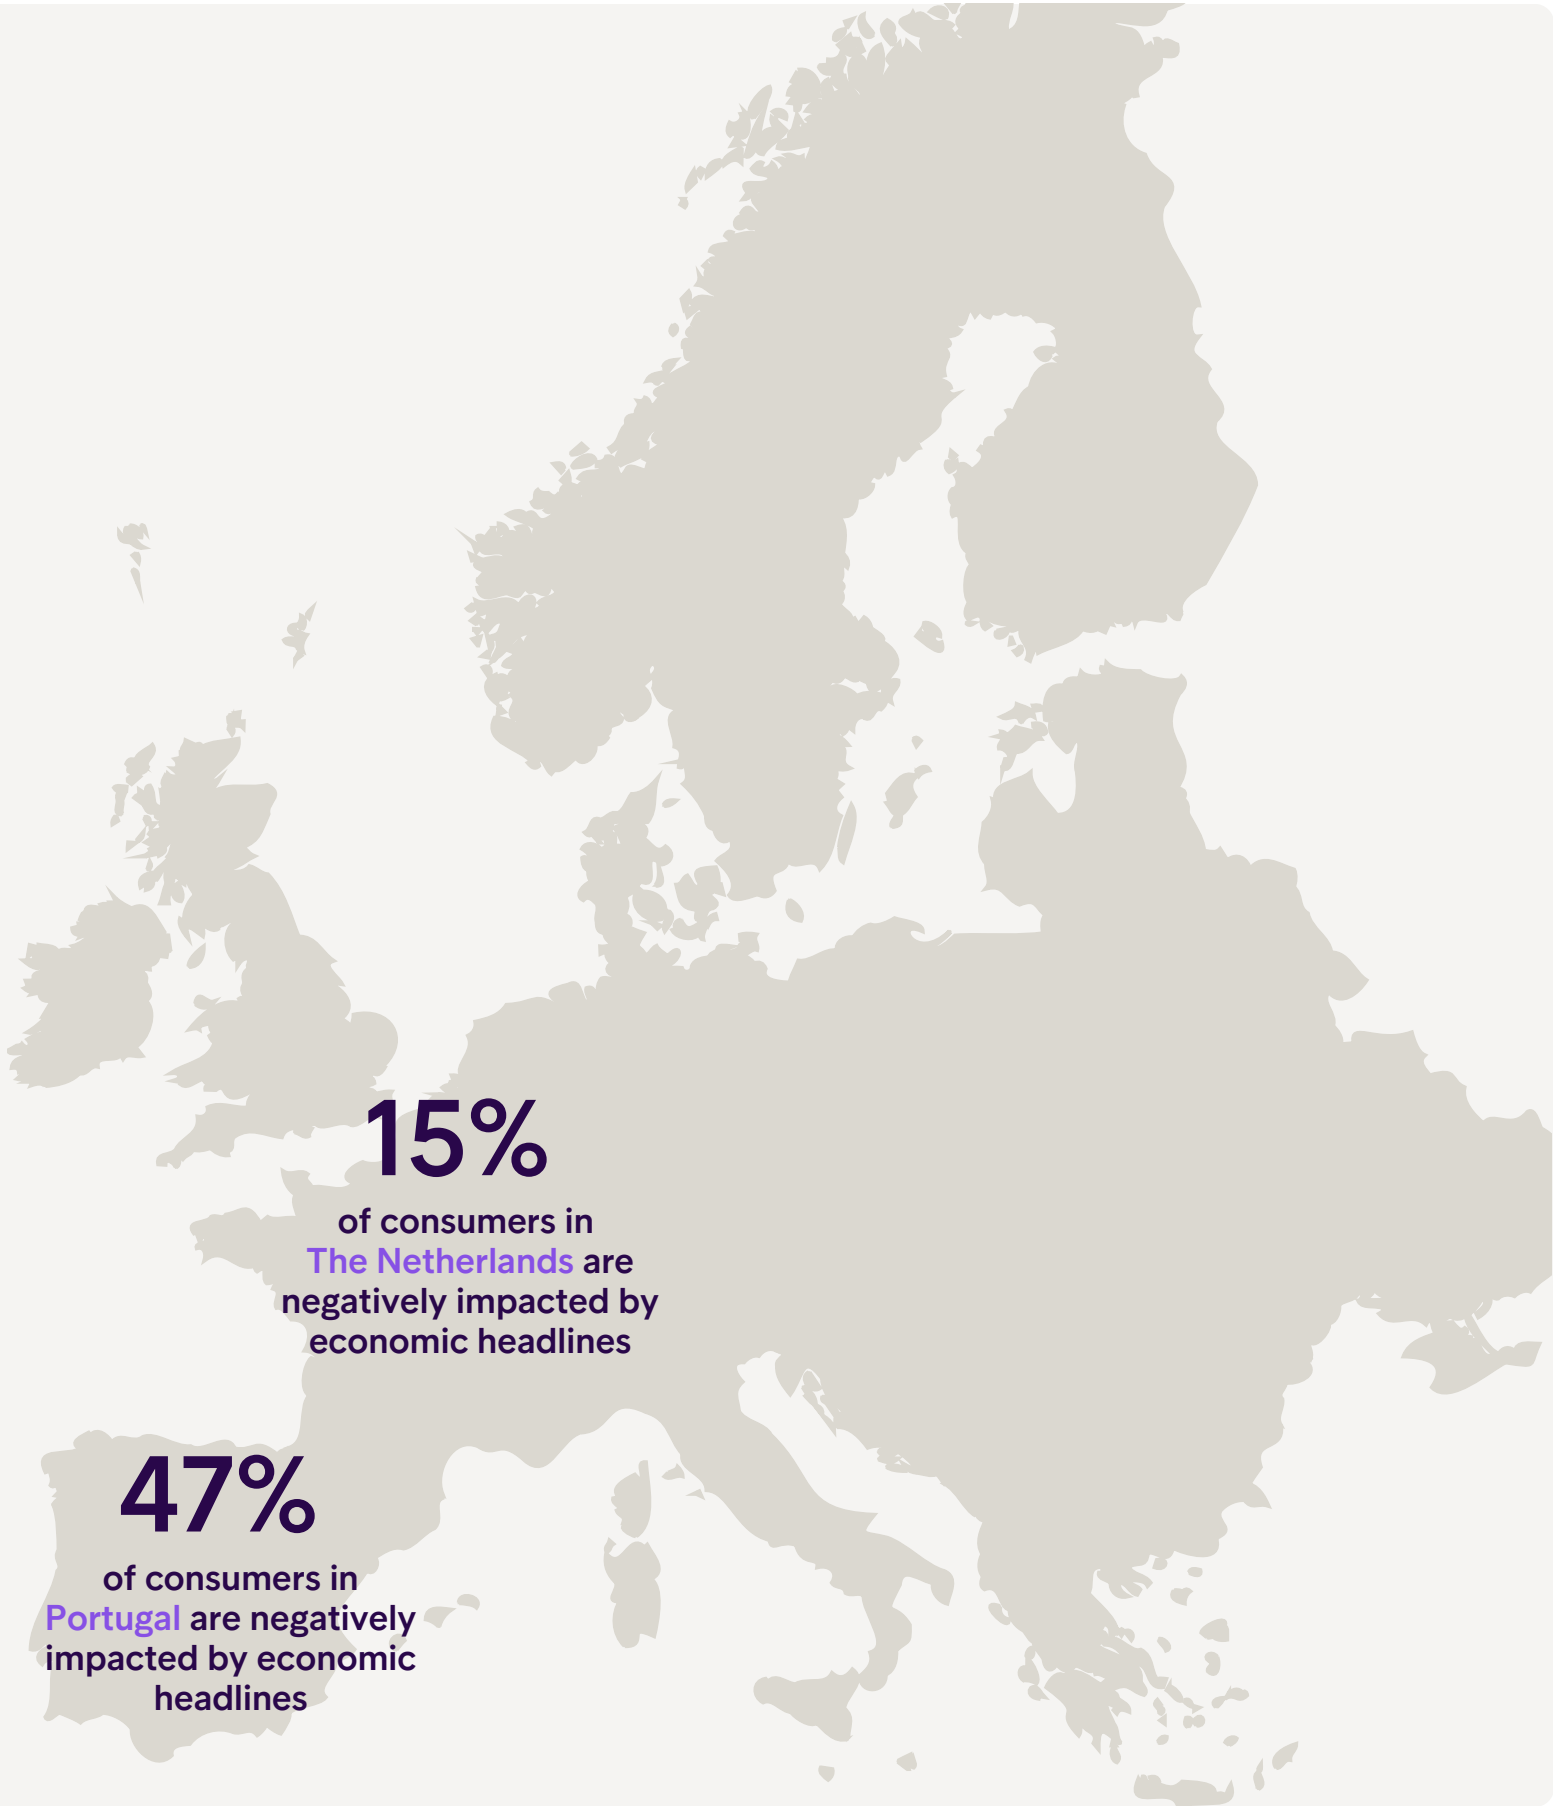 15%
of consumers in
The Netherlands are
negatively impacted by
economic headlines
47%
of consumers in
Portugal are negatively
impacted by economic
headlines